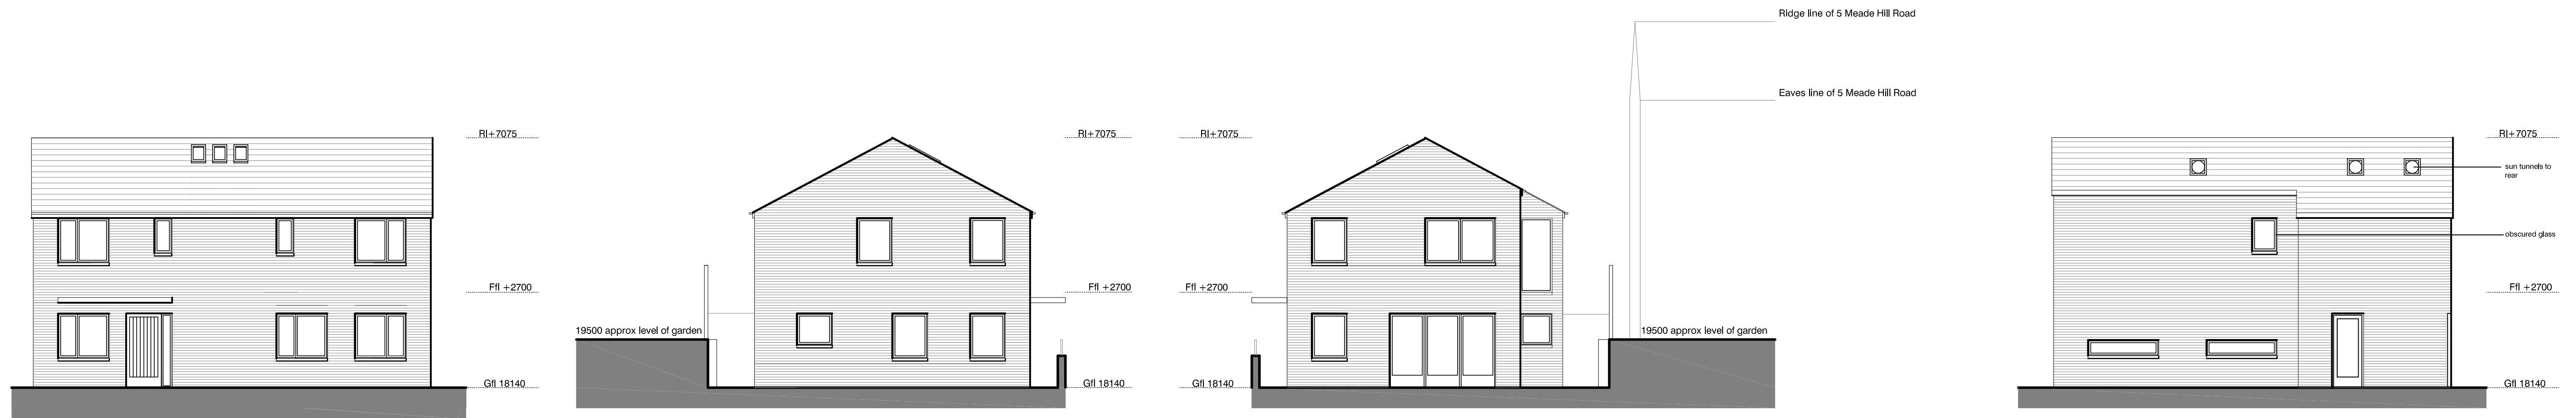 Ridge line of 5 Meade Hill Road
Eaves line of 5 Meade Hill Road
Rl+7075
Rl+7075
Rl+7075
Rl+7075
sun tunnels to
rear
obscured glass
Ffl +2700
Ffl +2700
Ffl +2700
Ffl +2700
19500 approx level of garden
19500 approx level of garden
Gfl 18140
Gfl 18140
Gfl 18140
Gfl 18140